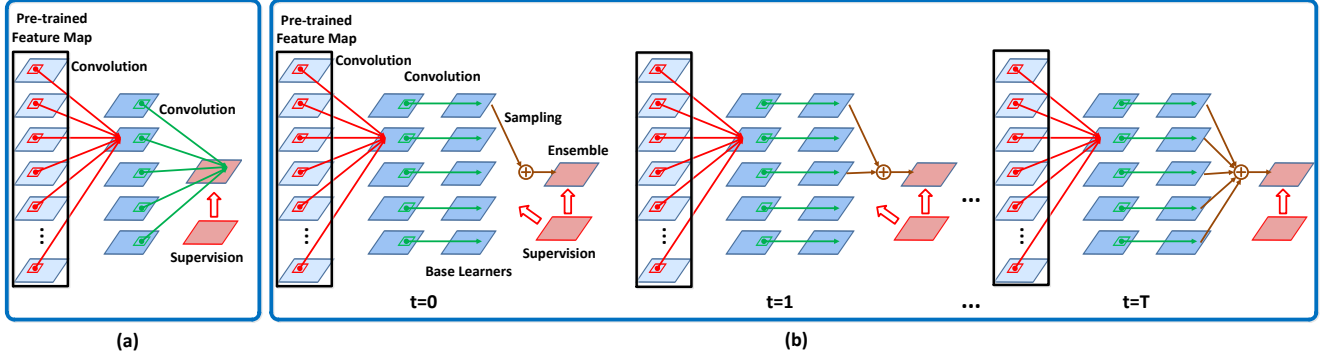 Pre-trained
Feature Map
Convolution
Convolution
Supervision
(a)
Pre-trained
Feature Map
Convolution
Convolution
Sampling
Ensemble
Supervision
Base Learners
t=0
t=1
...
...
t=T
(b)